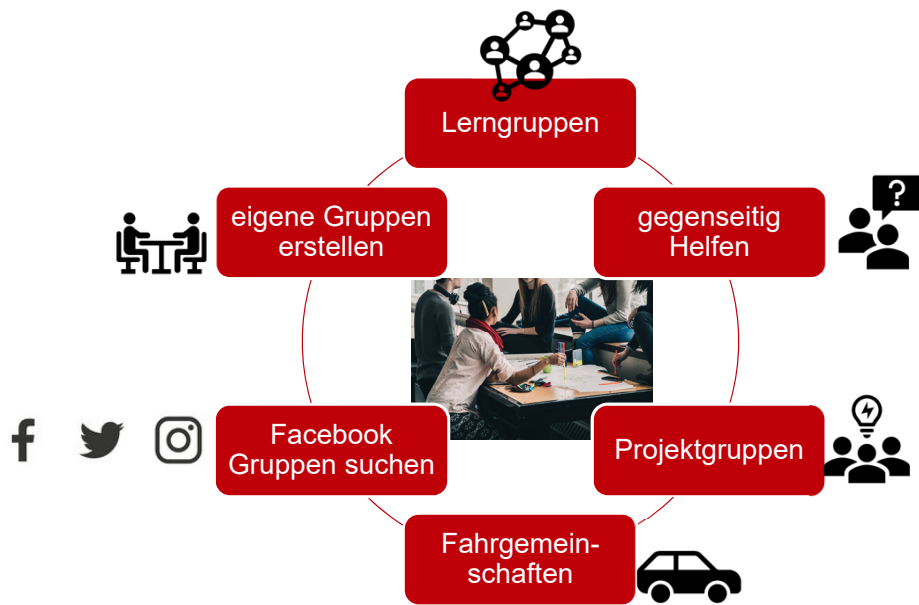 Lerngruppen
gegenseitig
Helfen
Projektgruppen
Fahrgemein-
schaften
Facebook
Gruppen suchen
eigene Gruppen
erstellen
?